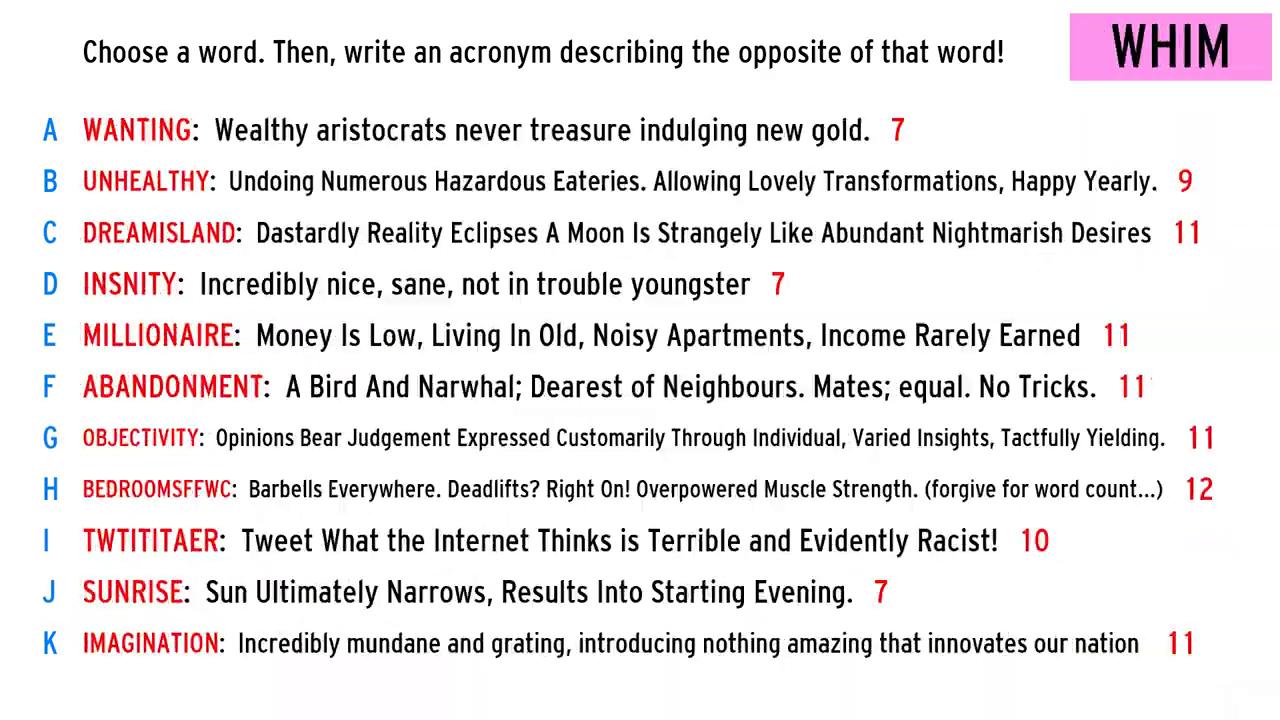 Choose a word. Then, write an acronym describing the opposite of that word!
WHIM
A WANTING: Wealthy aristocrats never treasure indulging new gold. 7
B UNHEALTHY: Undoing Numerous Hazardous Eateries. Allowing Lovely Transformations, Happy Yearly. 9
C DREAMISLAND: Dastardly Reality Eclipses A Moon Is Strangely Like Abundant Nightmarish Desires 11
D INSNITY: Incredibly nice, sane, not in trouble youngster 7
E MILLIONAIRE: Money Is Low, Living In Old, Noisy Apartments, Income Rarely Earned 11
F ABANDONMENT: A Bird And Narwhal; Dearest of Neighbours. Mates; equal. No Tricks. 11
G OBJECTIVITY: Opinions Bear Judgement Expressed Customarily Through Individual, Varied Insights, Tactfully Yielding. 11
H BEDROOMSFFWC: Barbells Everywhere. Deadlifts? Right On! Overpowered Muscle Strength. (forgive for word count...) 12
I TWTITITAER: Tweet What the Internet Thinks is Terrible and Evidently Racist! 10
J SUNRISE: Sun Ultimately Narrows, Results Into Starting Evening. 7
K IMAGINATION: Incredibly mundane and grating, introducing nothing amazing that innovates our nation 11